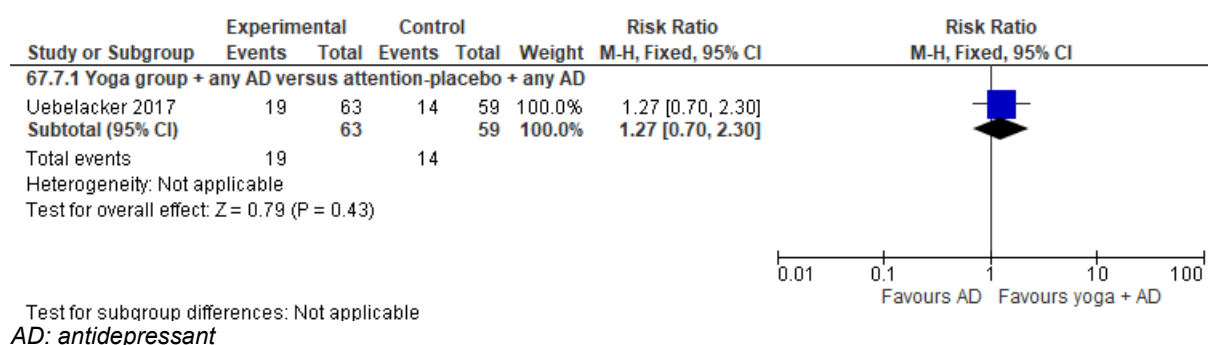 Experimental Control Risk Ratio Risk Ratio
Study or Subgroup Events Total Events Total Weight M-H, Fixed, 95% CI M-H, Fixed, 95% CI
67.7.1 Yoga group + any AD versus attention-placebo + any AD
Uebelacker 2017 19 63 14 59 100.0% 1.27 [0.70, 2.30]
Subtotal (95% CI) 63 59 100.0% 1.27 [0.70, 2.30]
Total events 19 14
Heterogeneity: Not applicable
Test for overall effect: Z = 0.79 (P = 0.43)
0.01 0.1 1 10 100
Favours AD Favours yoga + AD
Test for subgroup differences: Not applicable
AD: antidepressant